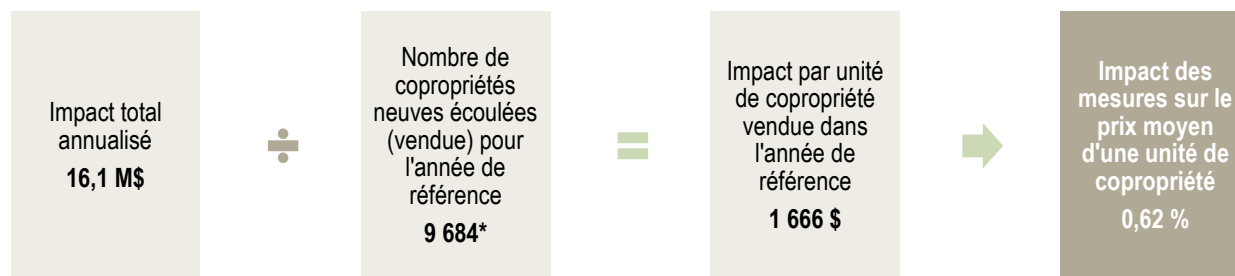 Impact total
annualisé
16,1 M$
÷
Nombre de
copropriétés
neuves écoulées
(vendue) pour
l'année de
référence
9 684*
=
Impact par unité
de copropriété
vendue dans
l'année de
référence
1 666 $
Impact des
mesures sur le
prix moyen
d'une unité de
copropriété
0,62 %